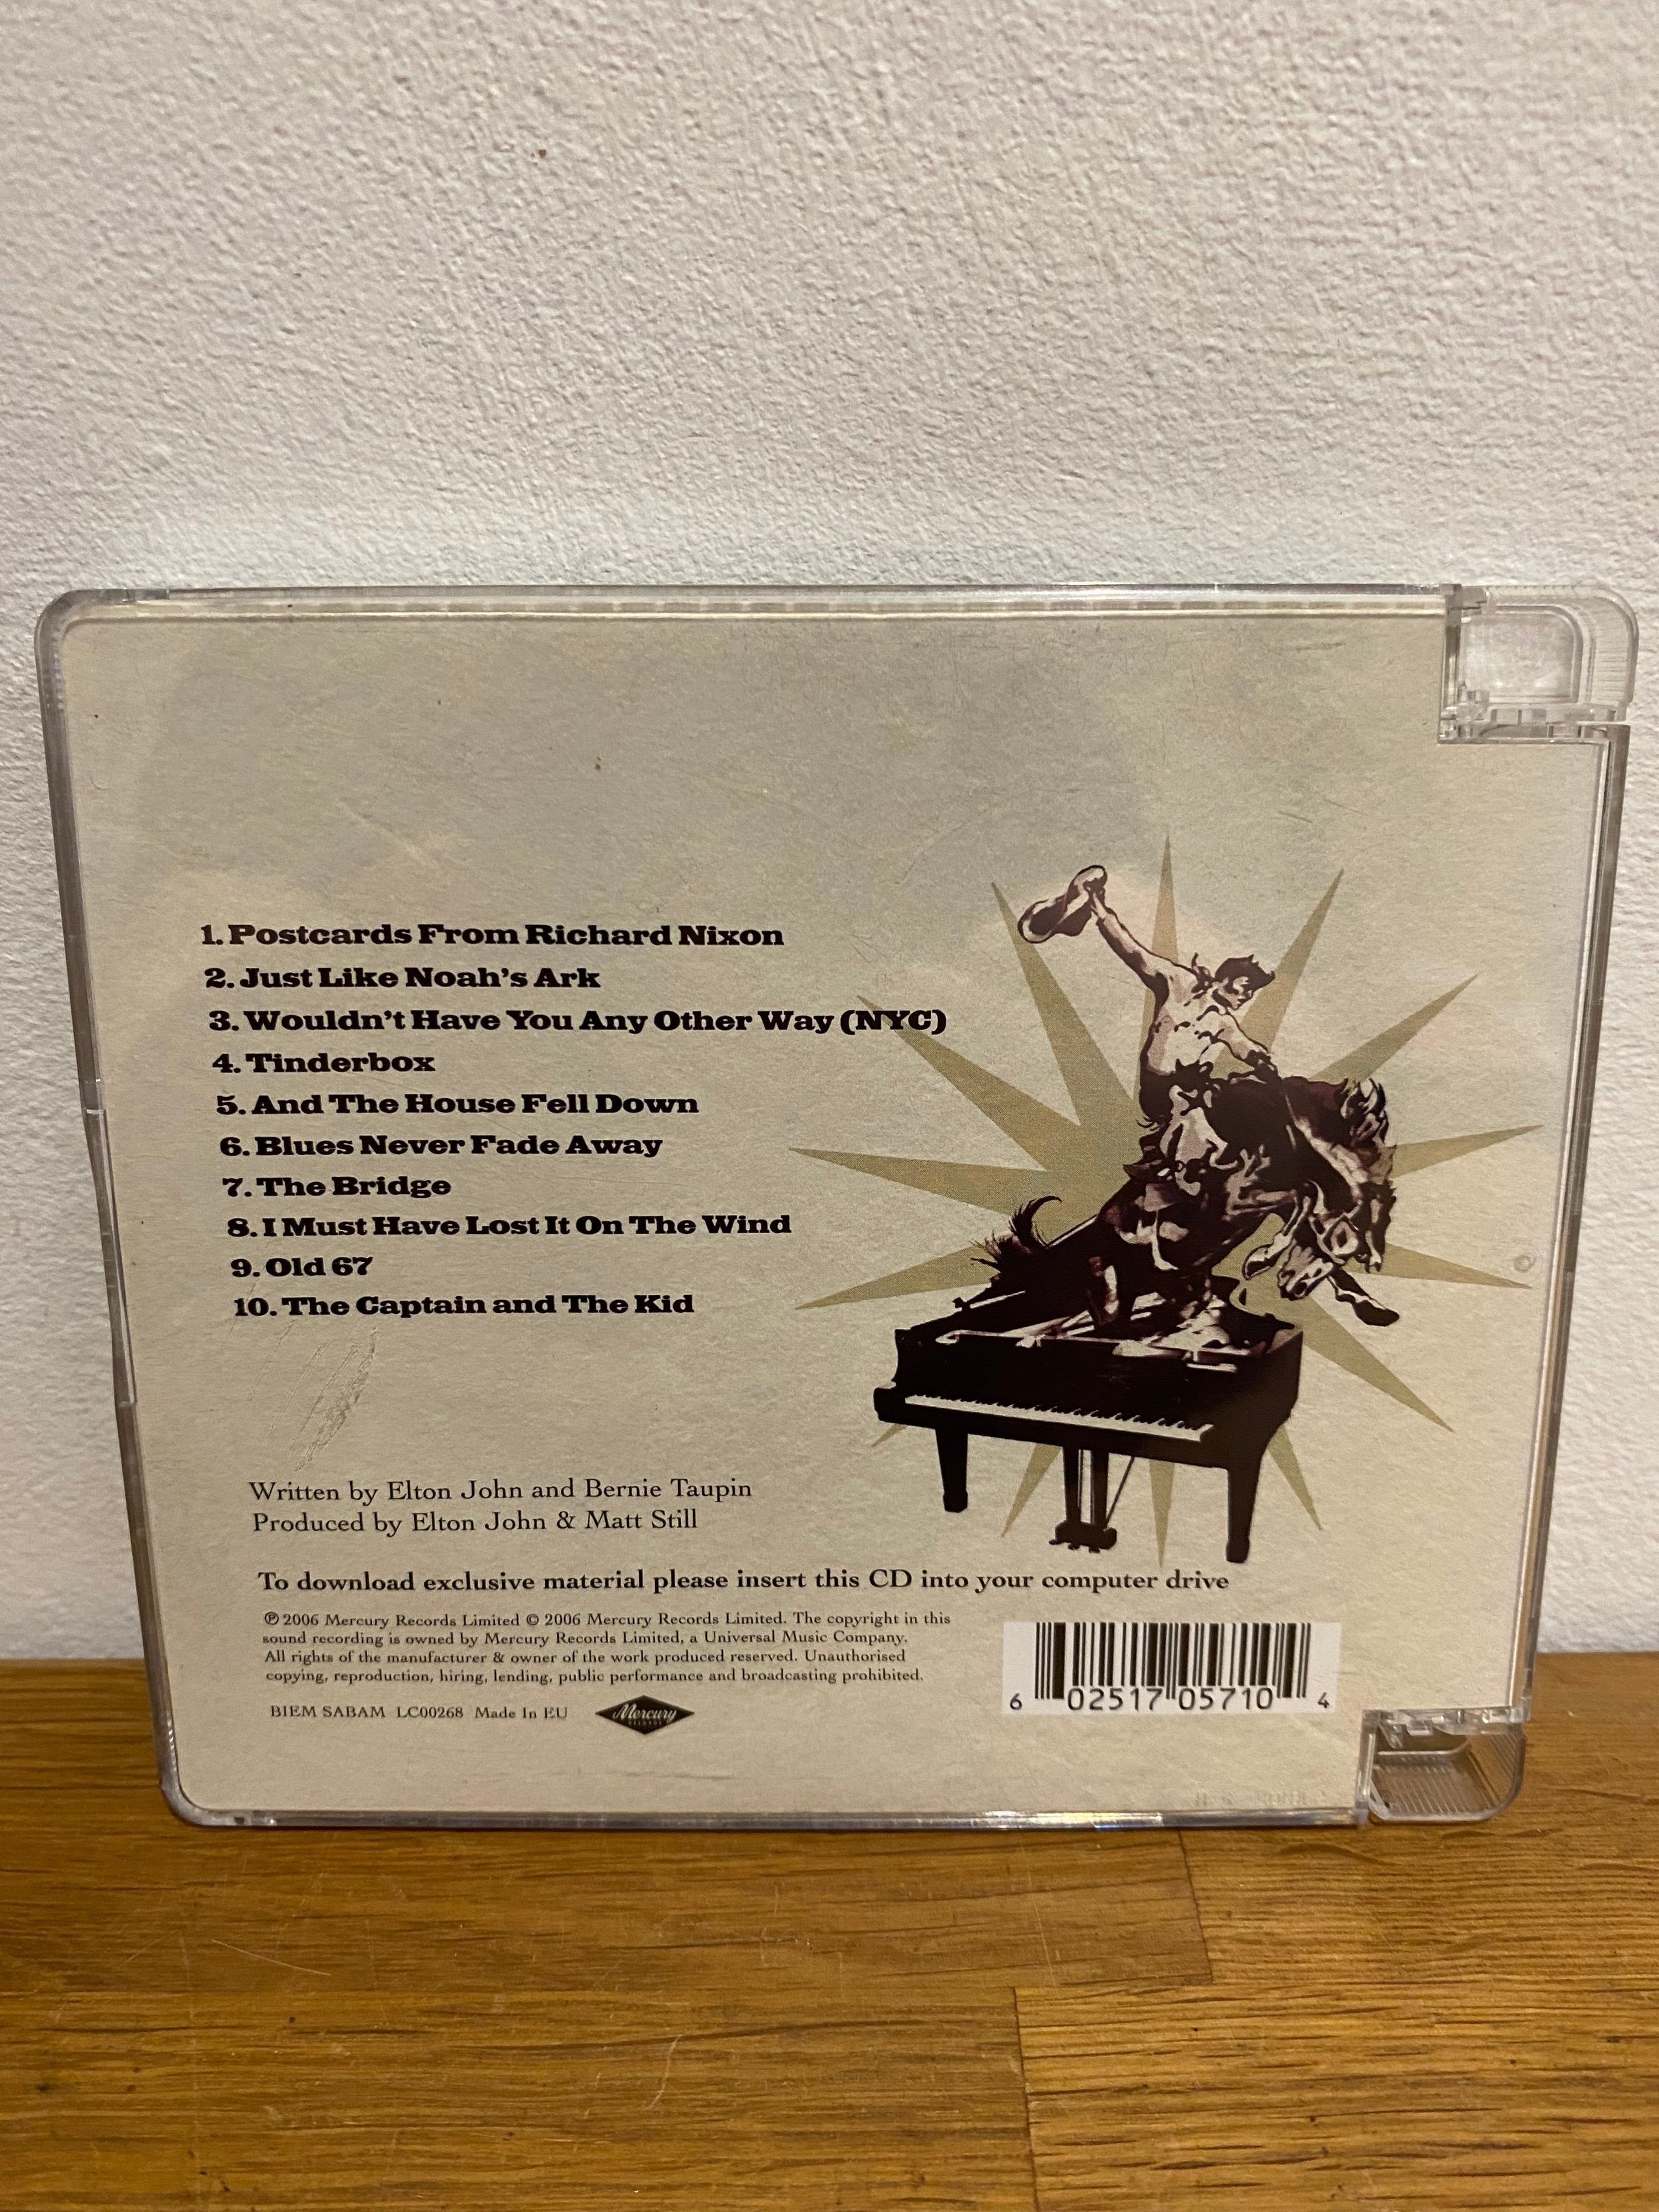 1. Postcards From Richard Nixon
2. Just Like Noah's Ark
3. Wouldn't Have You Any Other Way (NYC)
4. Tinderbox
5. And The House Fell Down
6. Blues Never Fade Away
7. The Bridge
8. I Must Have Lost It On The Wind
9. Old 67
10. The Captain and The Kid
Written by Elton John and Bernie Taupin
Produced by Elton John & Matt Still
To download exclusive material please insert this CD into your computer drive
℗ 2006 Mercury Records Limited © 2006 Mercury Records Limited. The copyright in this
sound recording is owned by Mercury Records Limited, a Universal Music Company.
All rights of the manufacturer & owner of the work produced reserved. Unauthorised
copying, reproduction, hiring, lending, public performance and broadcasting prohibited.
BIEM SABAM LC00268 Made In EU
Mercury
RECORDS
6 02517 05710 4